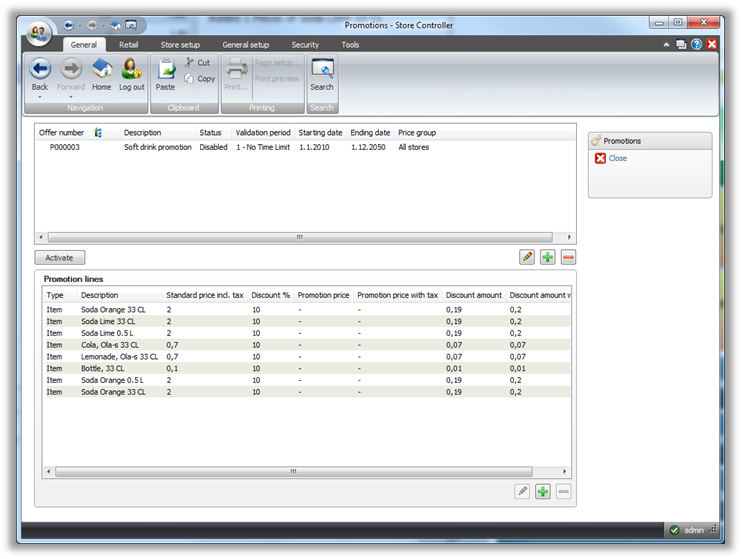 Promotions - Store Controller
General Retail Store setup General setup Security Tools
Back Forward Home Log out
Navigation
Paste Cut
Copy
Clipboard
Print... Page setup...
Print preview
Printing
Search
Search
Offer number Description Status Validation period Starting date Ending date Price group
P000003 Soft drink promotion Disabled 1 - No Time Limit 1.1.2010 1.12.2050 All stores
Promotions
Close
Activate
Promotion lines
Type Description Standard price incl. tax Discount % Promotion price Promotion price with tax Discount amount Discount amount w
Item Soda Orange 33 CL 2 10 - - 0,19 0,2
Item Soda Lime 33 CL 2 10 - - 0,19 0,2
Item Soda Lime 0.5 L 2 10 - - 0,19 0,2
Item Cola, Ola-s 33 CL 0,7 10 - - 0,07 0,07
Item Lemonade, Ola-s 33 CL 0,7 10 - - 0,07 0,07
Item Bottle, 33 CL 0,1 10 - - 0,01 0,01
Item Soda Orange 0.5 L 2 10 - - 0,19 0,2
Item Soda Orange 33 CL 2 10 - - 0,19 0,2
admin